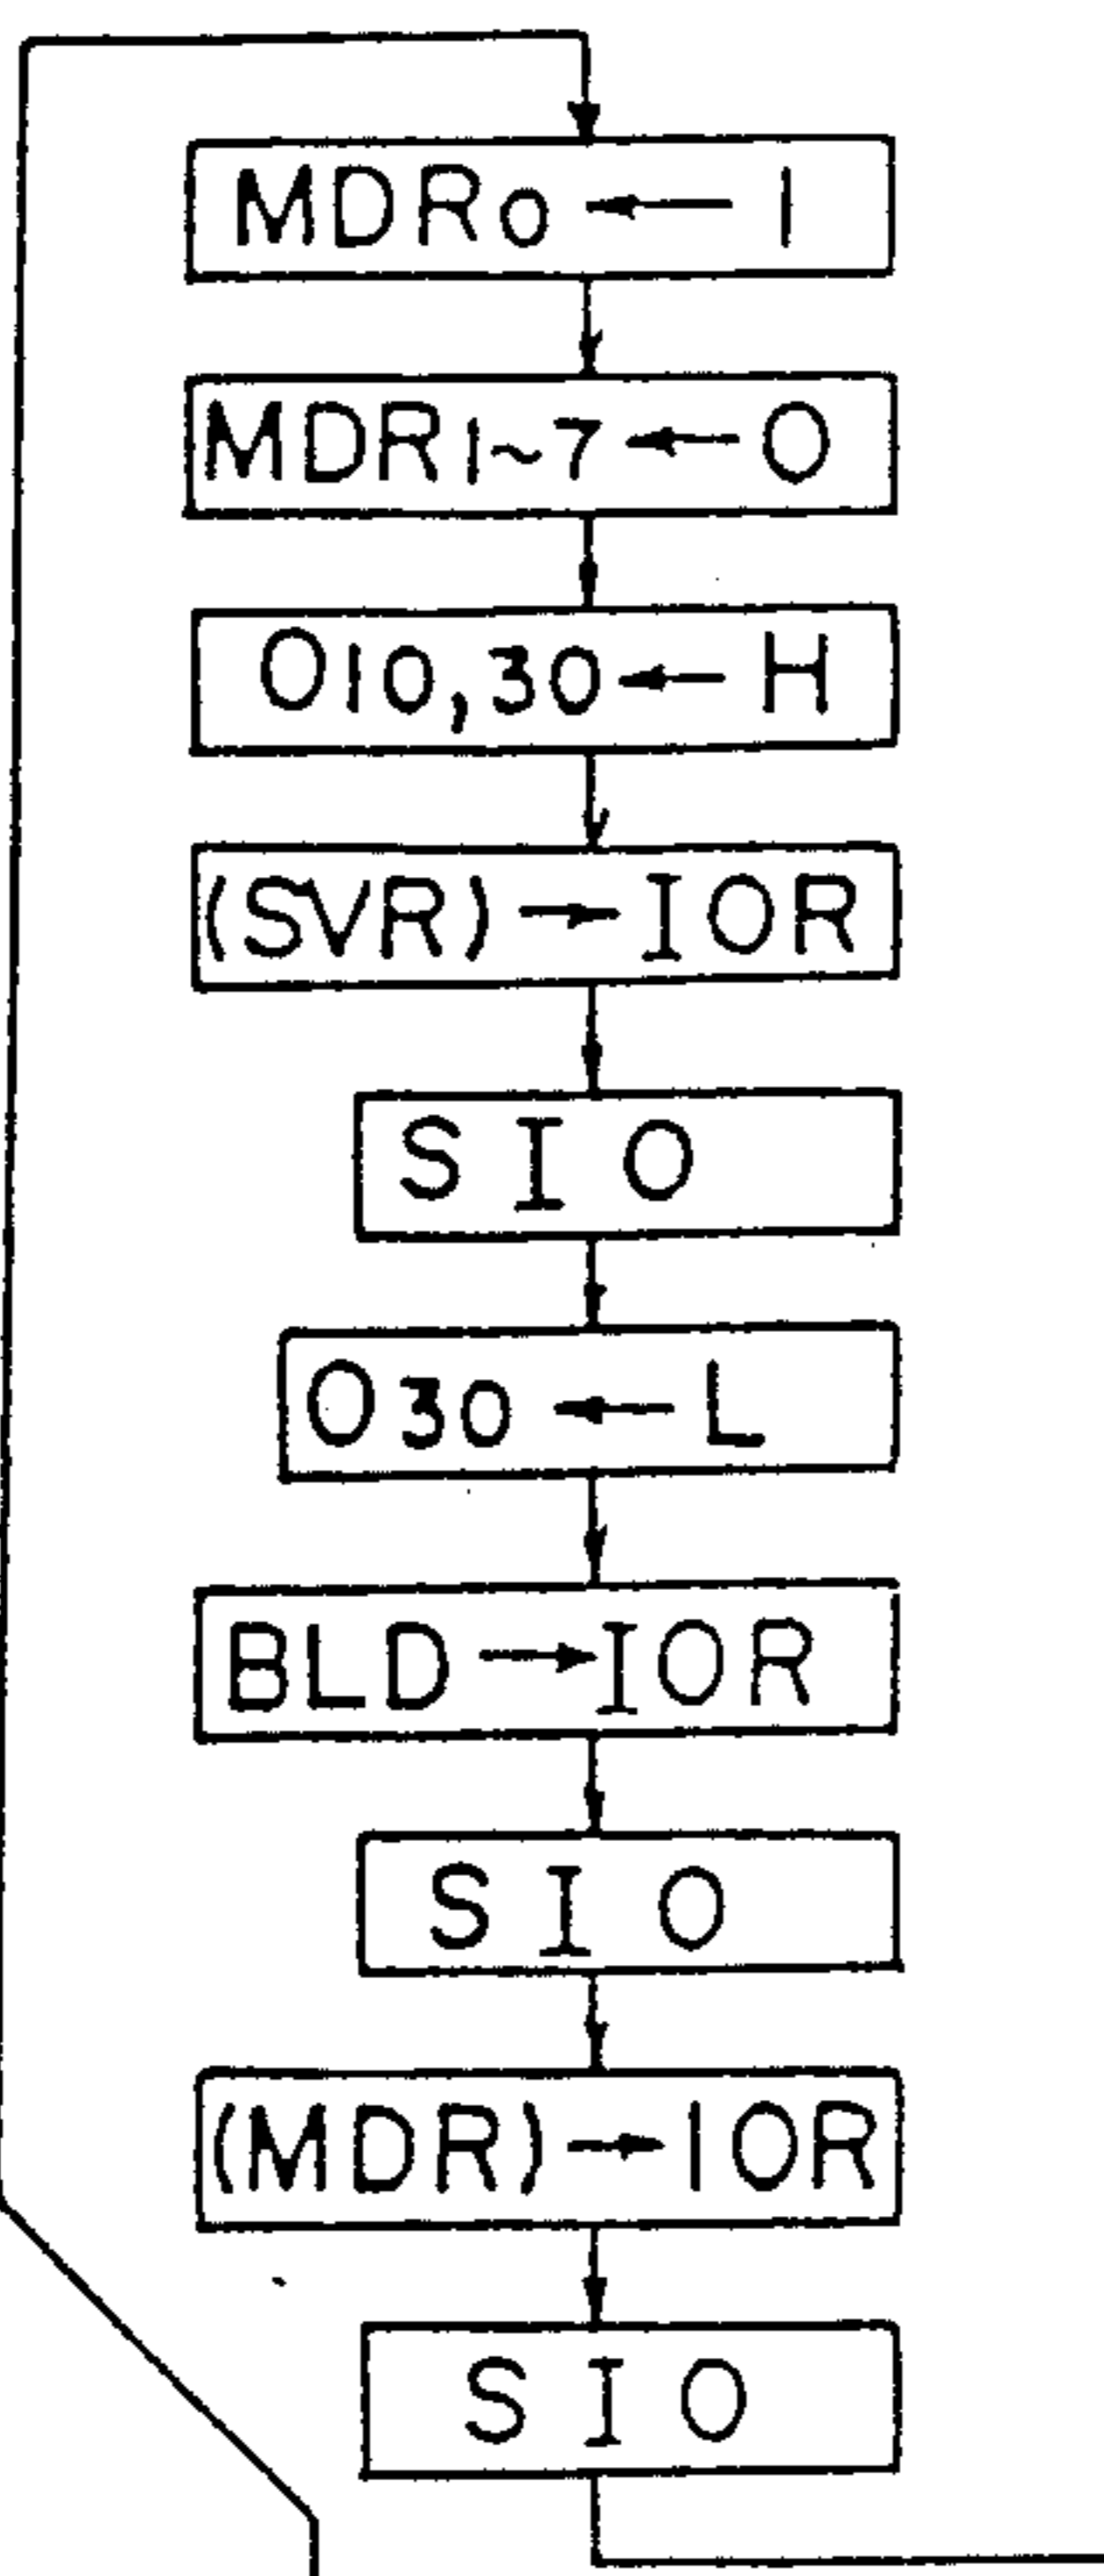 MDR0 ← 1
MDR1~7 ← 0
O10,30 ← H
(SVR) → IOR
SIO
O30 ← L
BLD → IOR
SIO
(MDR) → IOR
SIO